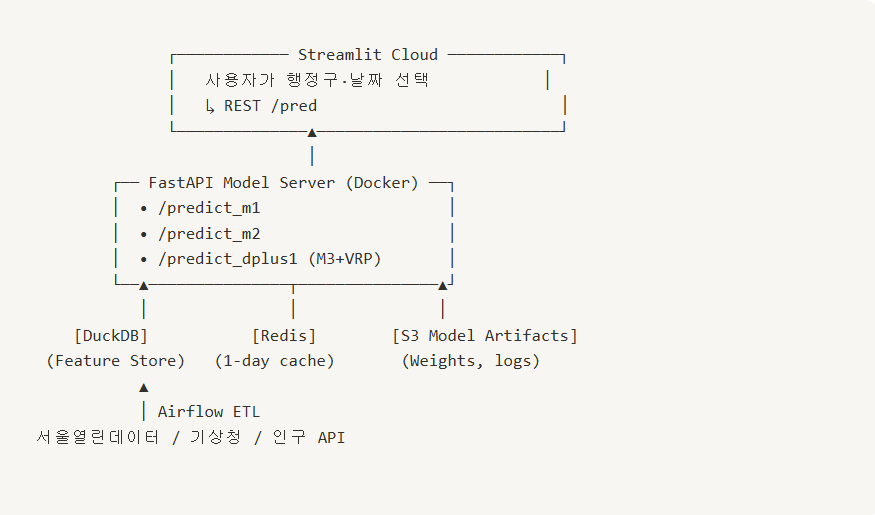 Streamlit Cloud
사용자가 행정구·날짜 선택
↳ REST /pred
FastAPI Model Server (Docker)
• /predict_m1
• /predict_m2
• /predict_dplus1 (M3+VRP)
[DuckDB] [Redis] [S3 Model Artifacts]
(Feature Store) (1-day cache) (Weights, logs)
Airflow ETL
서울열린데이터 / 기상청 / 인구 API